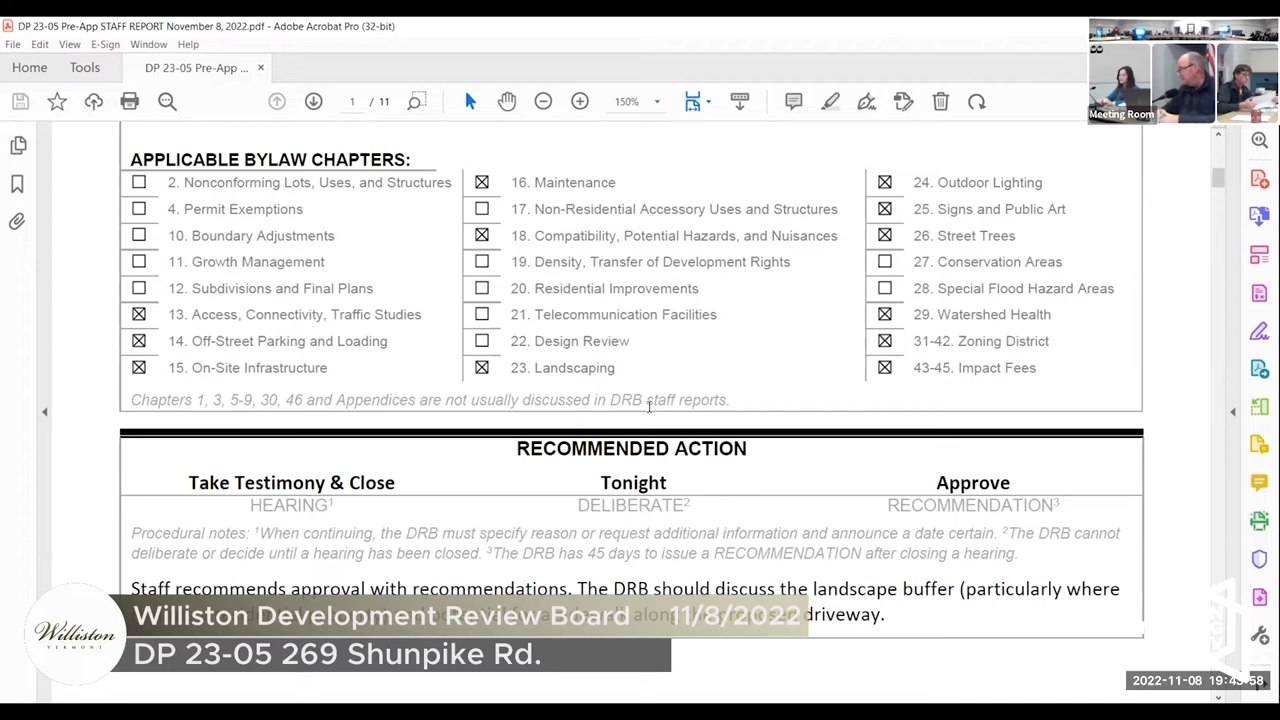 DP 23-05 Pre-App STAFF REPORT November 8, 2022.pdf - Adobe Acrobat Pro (32-bit)
File Edit View E-Sign Window Help
Home Tools DP 23-05 Pre-App ... ×
1 / 11 150%
Meeting Room
APPLICABLE BYLAW CHAPTERS:
☐ 2. Nonconforming Lots, Uses, and Structures ☒ 16. Maintenance ☒ 24. Outdoor Lighting
☐ 4. Permit Exemptions ☐ 17. Non-Residential Accessory Uses and Structures ☒ 25. Signs and Public Art
☐ 10. Boundary Adjustments ☒ 18. Compatibility, Potential Hazards, and Nuisances ☒ 26. Street Trees
☐ 11. Growth Management ☐ 19. Density, Transfer of Development Rights ☐ 27. Conservation Areas
☐ 12. Subdivisions and Final Plans ☐ 20. Residential Improvements ☐ 28. Special Flood Hazard Areas
☒ 13. Access, Connectivity, Traffic Studies ☐ 21. Telecommunication Facilities ☒ 29. Watershed Health
☒ 14. Off-Street Parking and Loading ☐ 22. Design Review ☒ 31-42. Zoning District
☒ 15. On-Site Infrastructure ☒ 23. Landscaping ☒ 43-45. Impact Fees
Chapters 1, 3, 5-9, 30, 46 and Appendices are not usually discussed in DRB staff reports.
RECOMMENDED ACTION
Take Testimony & Close Tonight Approve
HEARING¹ DELIBERATE² RECOMMENDATION³
Procedural notes: ¹When continuing, the DRB must specify reason or request additional information and announce a date certain. ²The DRB cannot
deliberate or decide until a hearing has been closed. ³The DRB has 45 days to issue a RECOMMENDATION after closing a hearing.
Staff recommends approval with recommendations. The DRB should discuss the landscape buffer (particularly where
along driveway.
Williston Development Review Board 11/8/2022
DP 23-05 269 Shunpike Rd.
Williston
VERMONT
2022-11-08 19:43:58